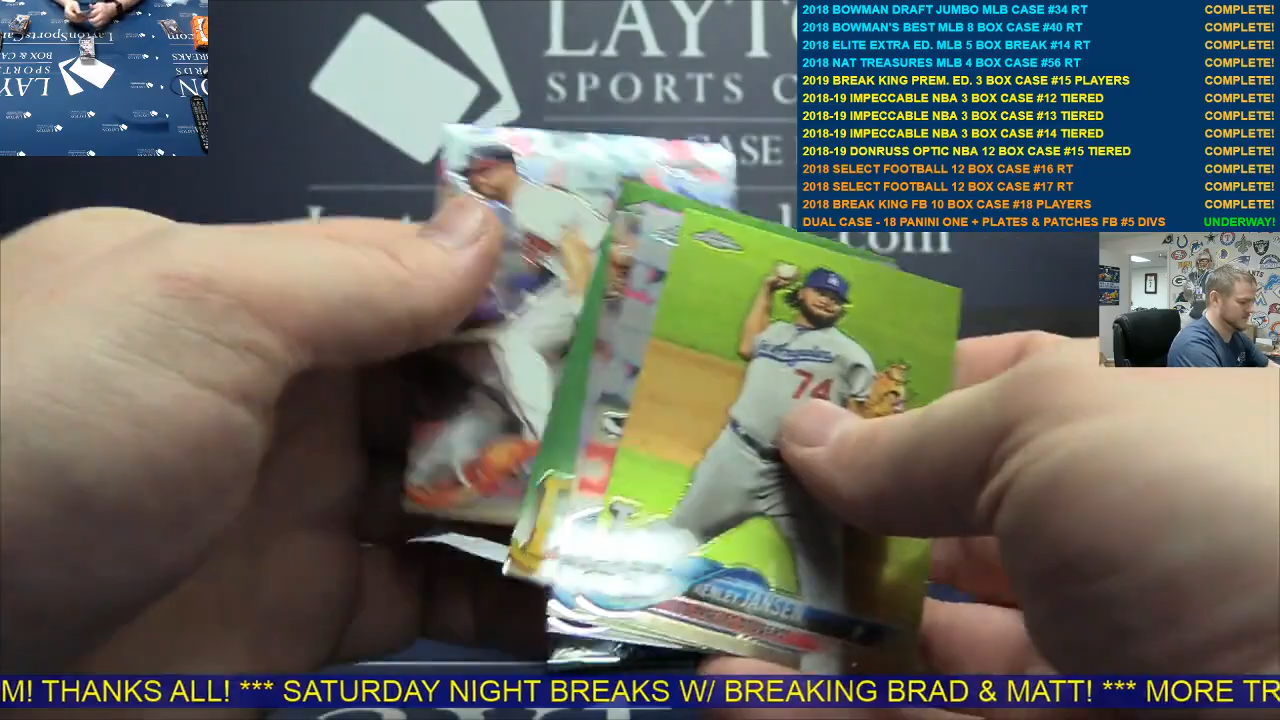 2018 BOWMAN DRAFT JUMBO MLB CASE #34 RT COMPLETE!
2018 BOWMAN'S BEST MLB 8 BOX CASE #40 RT COMPLETE!
2018 ELITE EXTRA ED. MLB 5 BOX BREAK #14 RT COMPLETE!
2018 NAT TREASURES MLB 4 BOX CASE #56 RT COMPLETE!
2019 BREAK KING PREM. ED. 3 BOX CASE #15 PLAYERS COMPLETE!
2018-19 IMPECCABLE NBA 3 BOX CASE #12 TIERED COMPLETE!
2018-19 IMPECCABLE NBA 3 BOX CASE #13 TIERED COMPLETE!
2018-19 IMPECCABLE NBA 3 BOX CASE #14 TIERED COMPLETE!
2018-19 DONRUSS OPTIC NBA 12 BOX CASE #15 TIERED COMPLETE!
2018 SELECT FOOTBALL 12 BOX CASE #16 RT COMPLETE!
2018 SELECT FOOTBALL 12 BOX CASE #17 RT COMPLETE!
2018 BREAK KING FB 10 BOX CASE #18 PLAYERS COMPLETE!
DUAL CASE - 18 PANINI ONE + PLATES & PATCHES FB #5 DIVS UNDERWAY!
LAYTO
SPORTS C
CASE
com
Los Angeles
74
M! THANKS ALL! *** SATURDAY NIGHT BREAKS W/ BREAKING BRAD & MATT! *** MORE TR